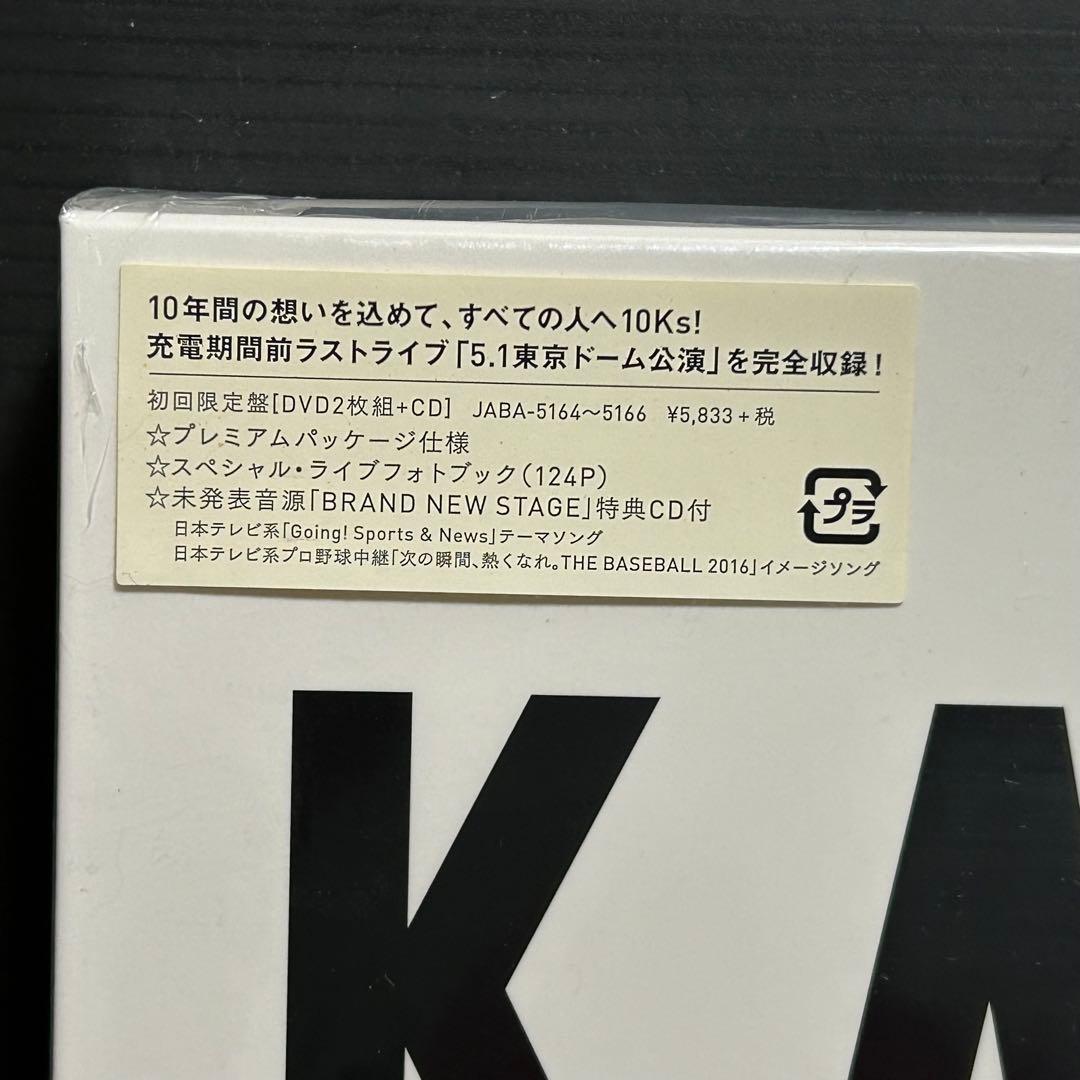 10年間の想いを込めて、すべての人へ10Ks!
充電期間前ラストライブ「5.1東京ドーム公演」を完全収録!
初回限定盤[DVD2枚組+CD] JABA-5164～5166 ¥5,833+税
☆プレミアムパッケージ仕様
☆スペシャル・ライブフォトブック(124P)
☆未発表音源「BRAND NEW STAGE」特典CD付
日本テレビ系「Going! Sports & News」テーマソング
日本テレビ系プロ野球中継「次の瞬間、熱くなれ。THE BASEBALL 2016」イメージソング
プラ
KA